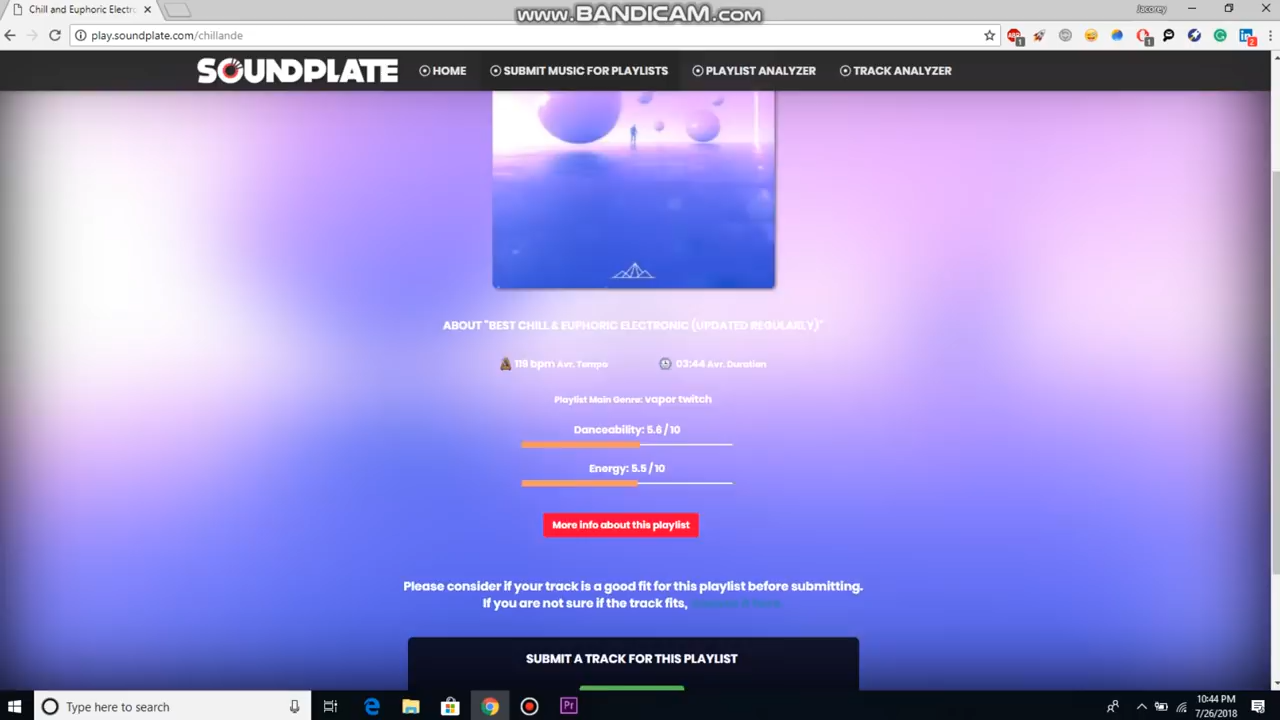 Chill and Euphoric Electr
www.BANDICAM.com
Jacorey
play.soundplate.com/chillande
SOUNDPLATE
HOME
SUBMIT MUSIC FOR PLAYLISTS
PLAYLIST ANALYZER
TRACK ANALYZER
ABOUT "BEST CHILL & EUPHORIC ELECTRONIC (UPDATED REGULARLY)"
119 bpm Avr. Tempo
03:44 Avr. Duration
Playlist Main Genre: vapor twitch
Danceability: 5.6 / 10
Energy: 5.5 / 10
More info about this playlist
Please consider if your track is a good fit for this playlist before submitting.
If you are not sure if the track fits,
SUBMIT A TRACK FOR THIS PLAYLIST
Type here to search
10:44 PM
7/26/2018